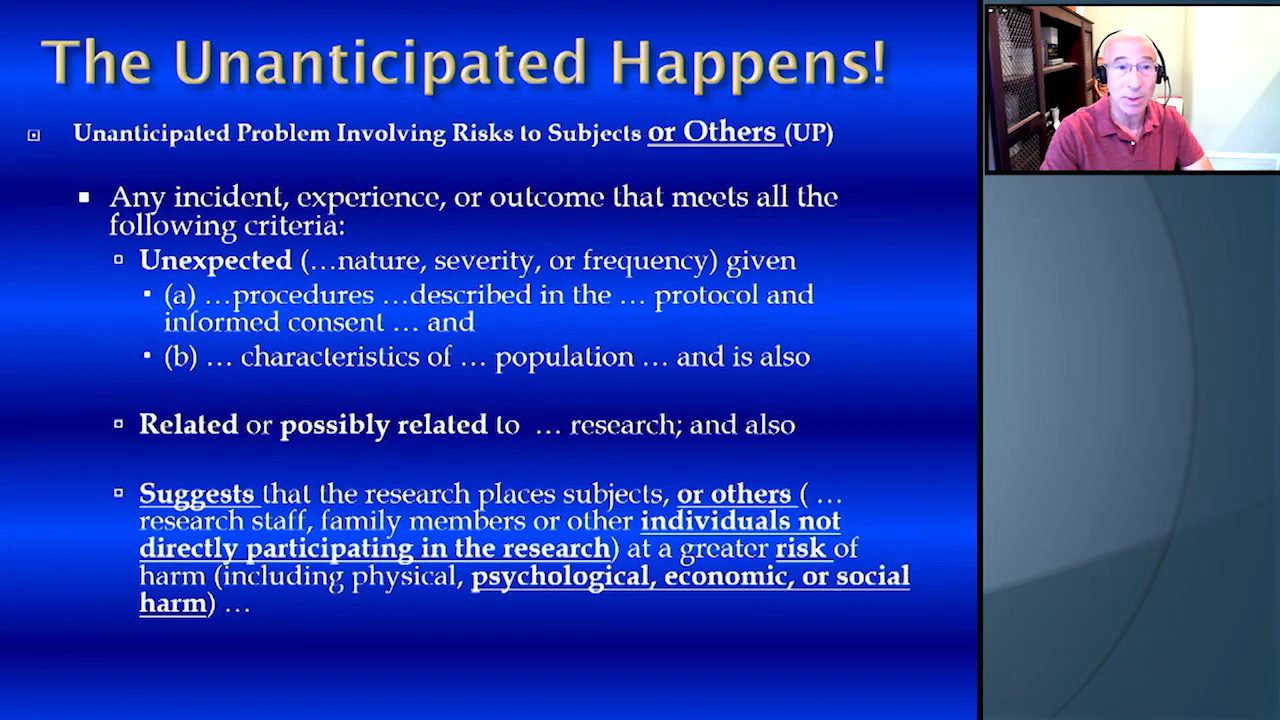 The Unanticipated Happens!
Unanticipated Problem Involving Risks to Subjects or Others (UP)
Any incident, experience, or outcome that meets all the
following criteria:
Unexpected (…nature, severity, or frequency) given
(a) …procedures …described in the … protocol and
informed consent … and
(b) … characteristics of … population … and is also
Related or possibly related to … research; and also
Suggests that the research places subjects, or others ( …
research staff, family members or other individuals not
directly participating in the research) at a greater risk of
harm (including physical, psychological, economic, or social
harm) …